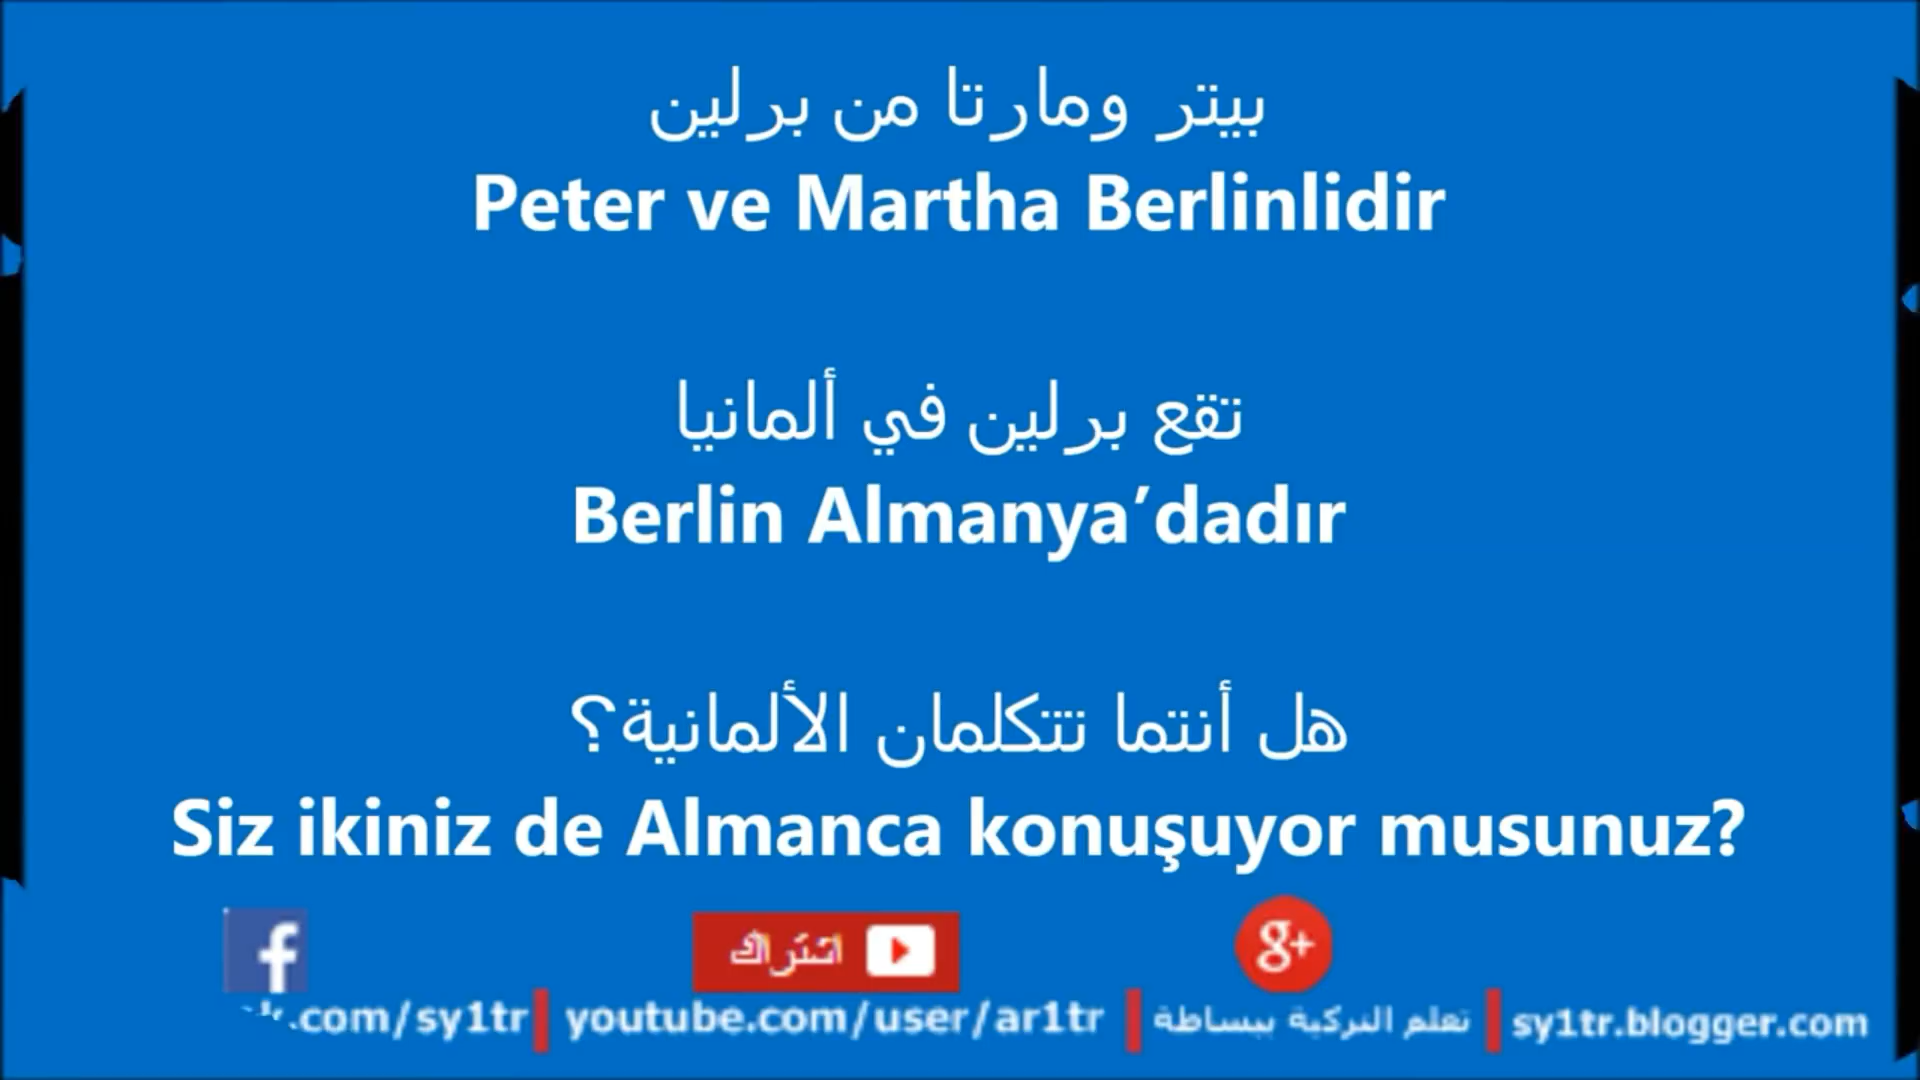 بيتر ومارتا من برلين
Peter ve Martha Berlinlidir
تقع برلين في ألمانيا
Berlin Almanya’dadır
هل أنتما تتكلمان الألمانية؟
Siz ikiniz de Almanca konuşuyor musunuz?
f
اشتراك
g+
.com/sy1tr
youtube.com/user/ar1tr
تعلم التركية ببساطة
sy1tr.blogger.com